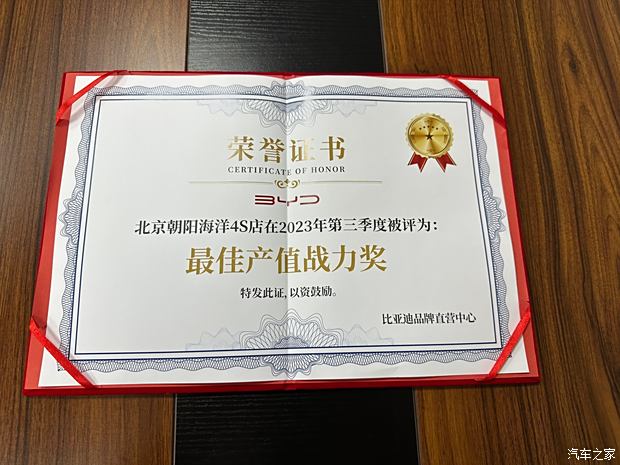 荣誉证书
CERTIFICATE OF HONOR
BYD
北京朝阳海洋4S店在2023年第三季度被评为:
最佳产值战力奖
特发此证,以资鼓励。
比亚迪品牌直营中心
汽车之家